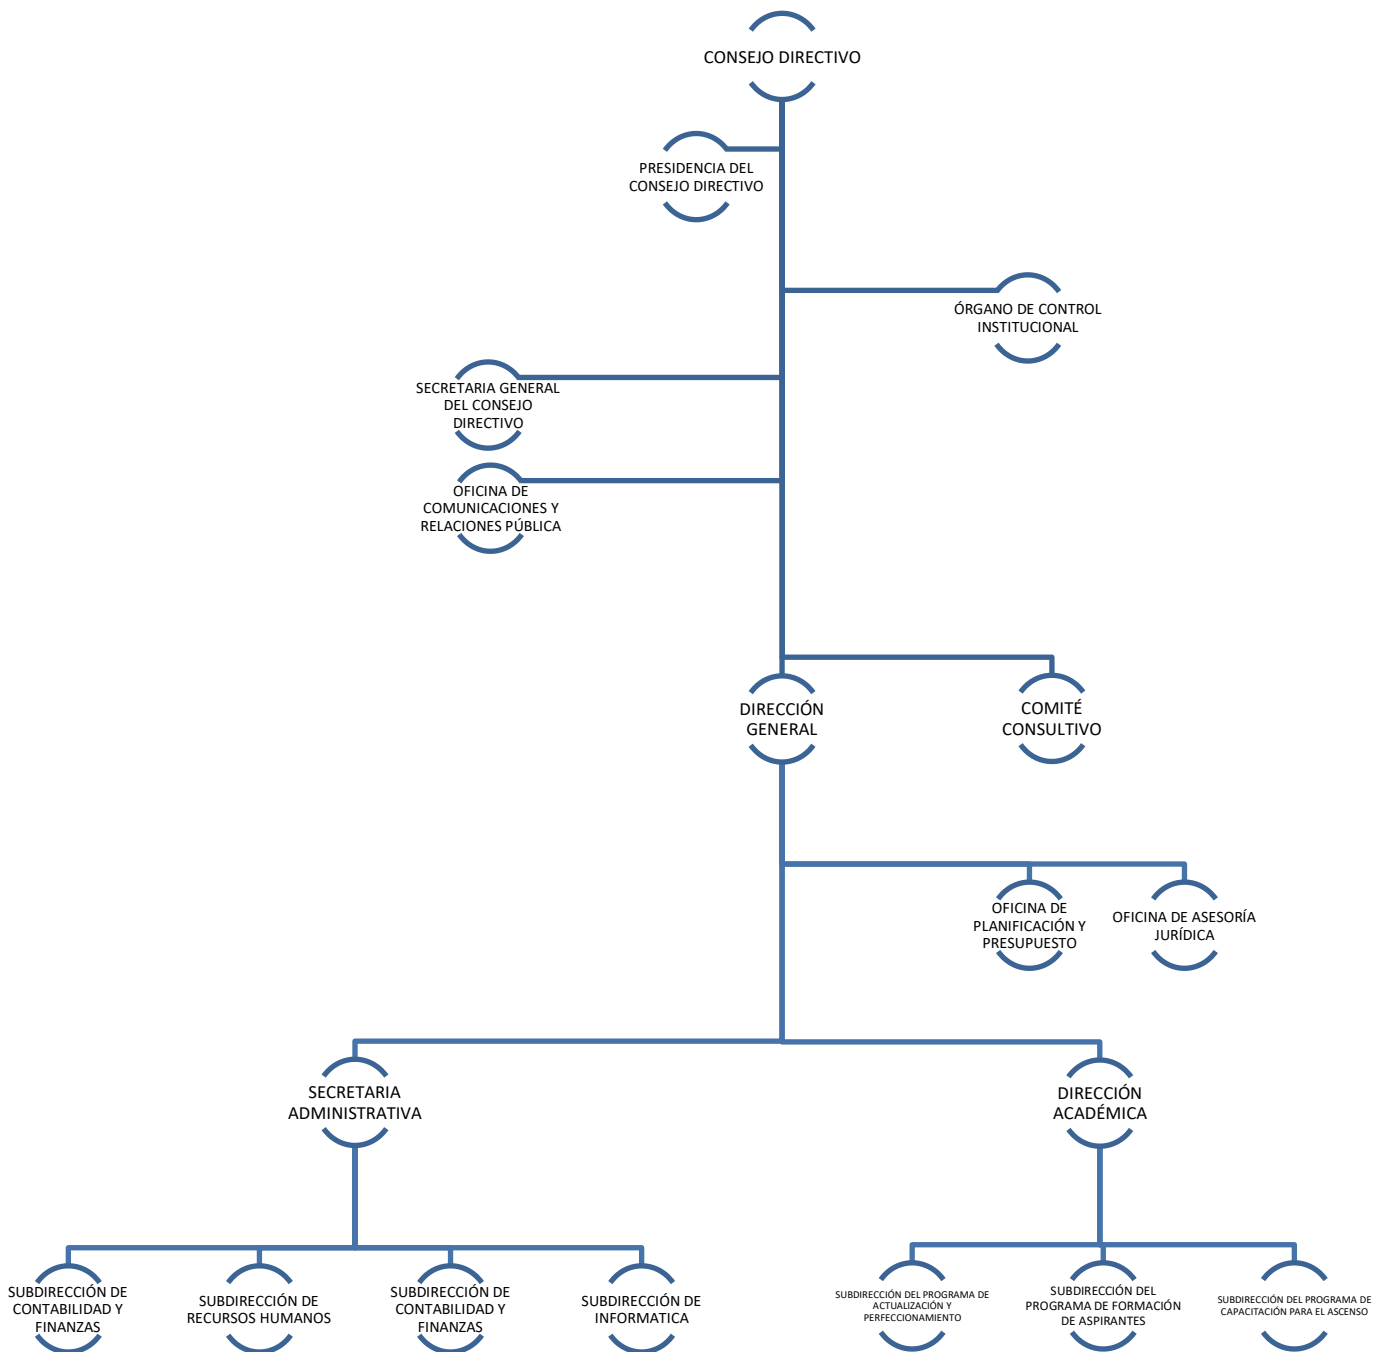 CONSEJO DIRECTIVO
PRESIDENCIA DEL
CONSEJO DIRECTIVO
ÓRGANO DE CONTROL
INSTITUCIONAL
SECRETARIA GENERAL
DEL CONSEJO
DIRECTIVO
OFICINA DE
COMUNICACIONES Y
RELACIONES PÚBLICA
DIRECCIÓN
GENERAL
COMITÉ
CONSULTIVO
OFICINA DE
PLANIFICACIÓN Y
PRESUPUESTO
OFICINA DE ASESORÍA
JURÍDICA
SECRETARIA
ADMINISTRATIVA
DIRECCIÓN
ACADÉMICA
SUBDIRECCIÓN DE
CONTABILIDAD Y
FINANZAS
SUBDIRECCIÓN DE
RECURSOS HUMANOS
SUBDIRECCIÓN DE
CONTABILIDAD Y
FINANZAS
SUBDIRECCIÓN DE
INFORMATICA
SUBDIRECCIÓN DEL PROGRAMA DE
ACTUALIZACIÓN Y
PERFECCIONAMIENTO
SUBDIRECCIÓN DEL
PROGRAMA DE FORMACIÓN
DE ASPIRANTES
SUBDIRECCIÓN DEL PROGRAMA DE
CAPACITACIÓN PARA EL ASCENSO